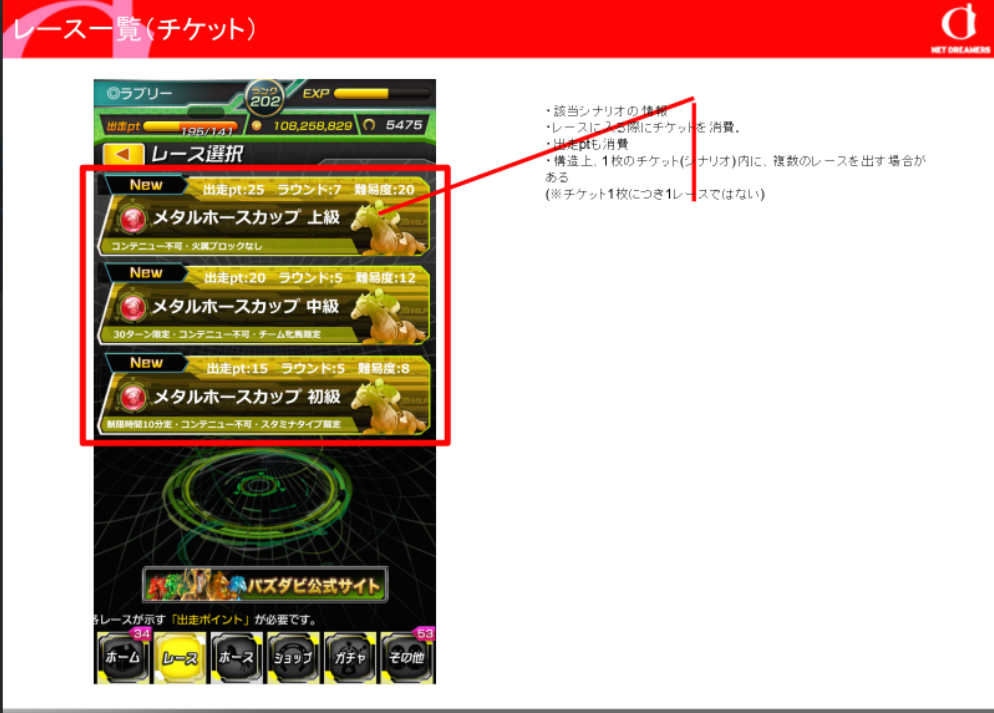 レース一覧(チケット)
NET DREAMERS
◎ラブリー
ランク
202
EXP
出走pt
195/141
108,258,829
5475
レース選択
New
出走pt:25 ラウンド:7 難易度:20
メタルホースカップ 上級
コンテニュー不可・火属ブロックなし
New
出走pt:20 ラウンド:5 難易度:12
メタルホースカップ 中級
30ターン限定・コンテニュー不可・チーム牝馬限定
New
出走pt:15 ラウンド:5 難易度:8
メタルホースカップ 初級
制限時間10分定・コンテニュー不可・スタミナタイプ限定
パズダビ公式サイト
各レースが示す「出走ポイント」が必要です。
34
53
ホーム
レース
ホース
ショップ
ガチャ
その他
・該当シナリオの情報
・レースに入る際にチケットを消費。
・出走ptも消費
・構造上、1枚のチケット(シナリオ)内に、複数のレースを出す場合が
ある
(※チケット1枚につき1レースではない)